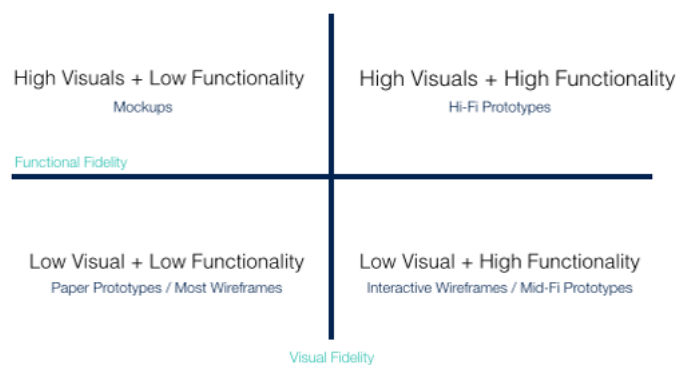 High Visuals + Low Functionality
Mockups
High Visuals + High Functionality
Hi-Fi Prototypes
Functional Fidelity
Low Visual + Low Functionality
Paper Prototypes / Most Wireframes
Low Visual + High Functionality
Interactive Wireframes / Mid-Fi Prototypes
Visual Fidelity